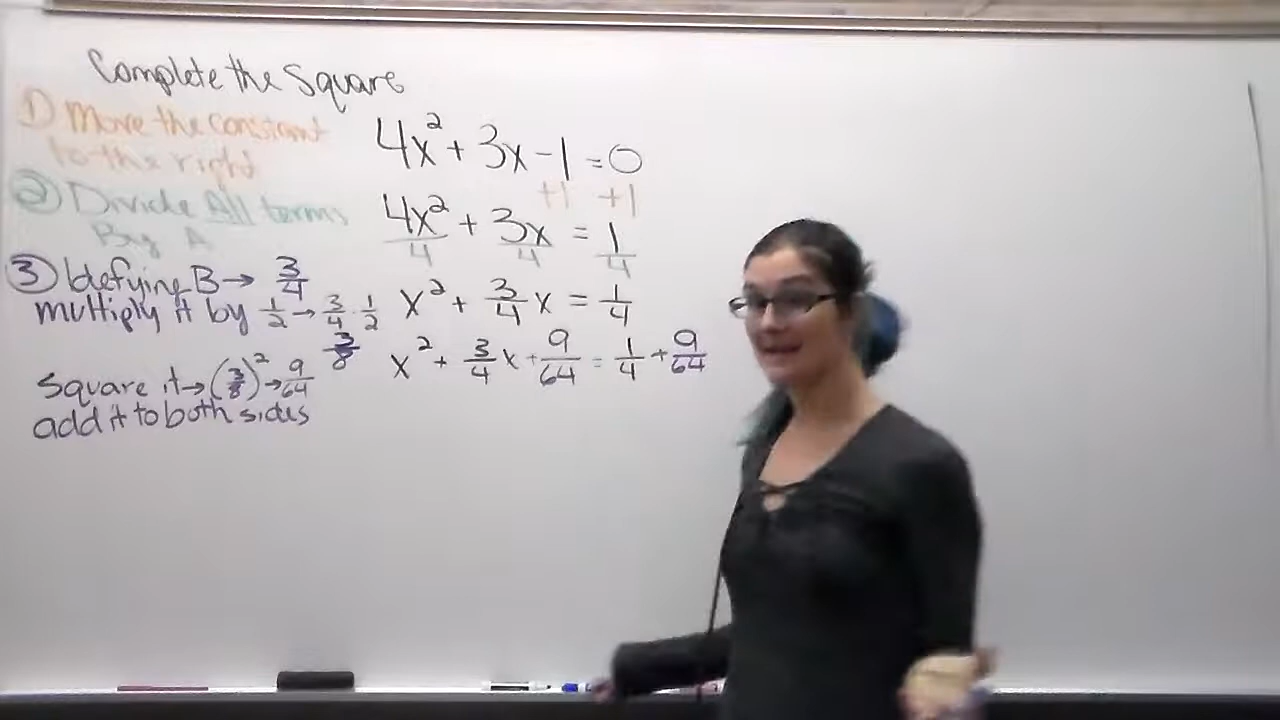 Complete the Square
1) Move the constant
to the right
2) Divide All terms
By A
3) Idefying B → 3/4
multiply it by 1/2 → 3/4 · 1/2
3/8
square it → (3/8)² → 9/64
add it to both sides
4x² + 3x - 1 = 0
+1 +1
4x²/4 + 3x/4 = 1/4
x² + 3/4 x = 1/4
x² + 3/4 x + 9/64 = 1/4 + 9/64